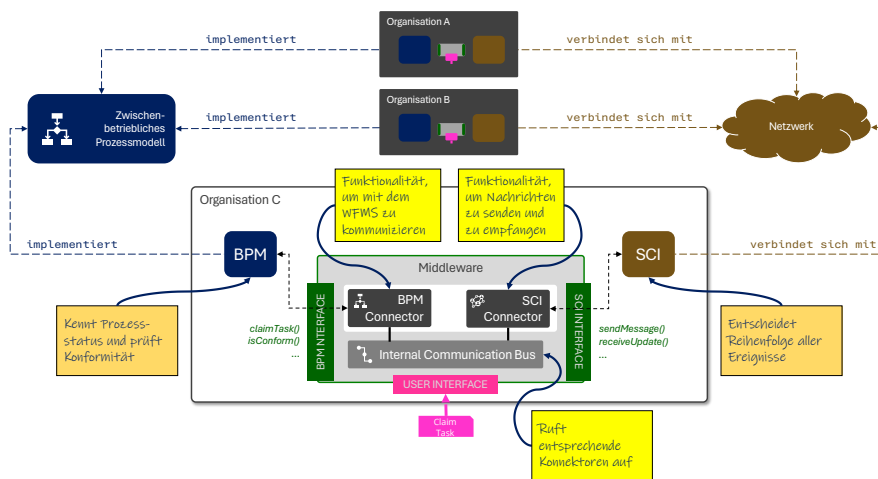 Organisation A
implementiert
verbindet sich mit
Organisation B
implementiert
verbindet sich mit
Zwischen-
betriebliches
Prozessmodell
Netzwerk
Funktionalität,
um mit dem
WFMS zu
kommunizieren
Funktionalität,
um Nachrichten
zu senden und
zu empfangen
Organisation C
implementiert
BPM
SCI
verbindet sich mit
Middleware
BPM
Connector
SCI
Connector
BPM NTERFACE
SCI INTERFACE
Kennt Prozess-
status und prüft
Konformität
claimTask()
isConform()
...
sendMessage()
receiveUpdate()
...
Entscheidet
Reihenfolge aller
Ereignisse
Internal Communication Bus
USER INTERFACE
Claim
Task
Ruft
entsprechende
Konnektoren auf